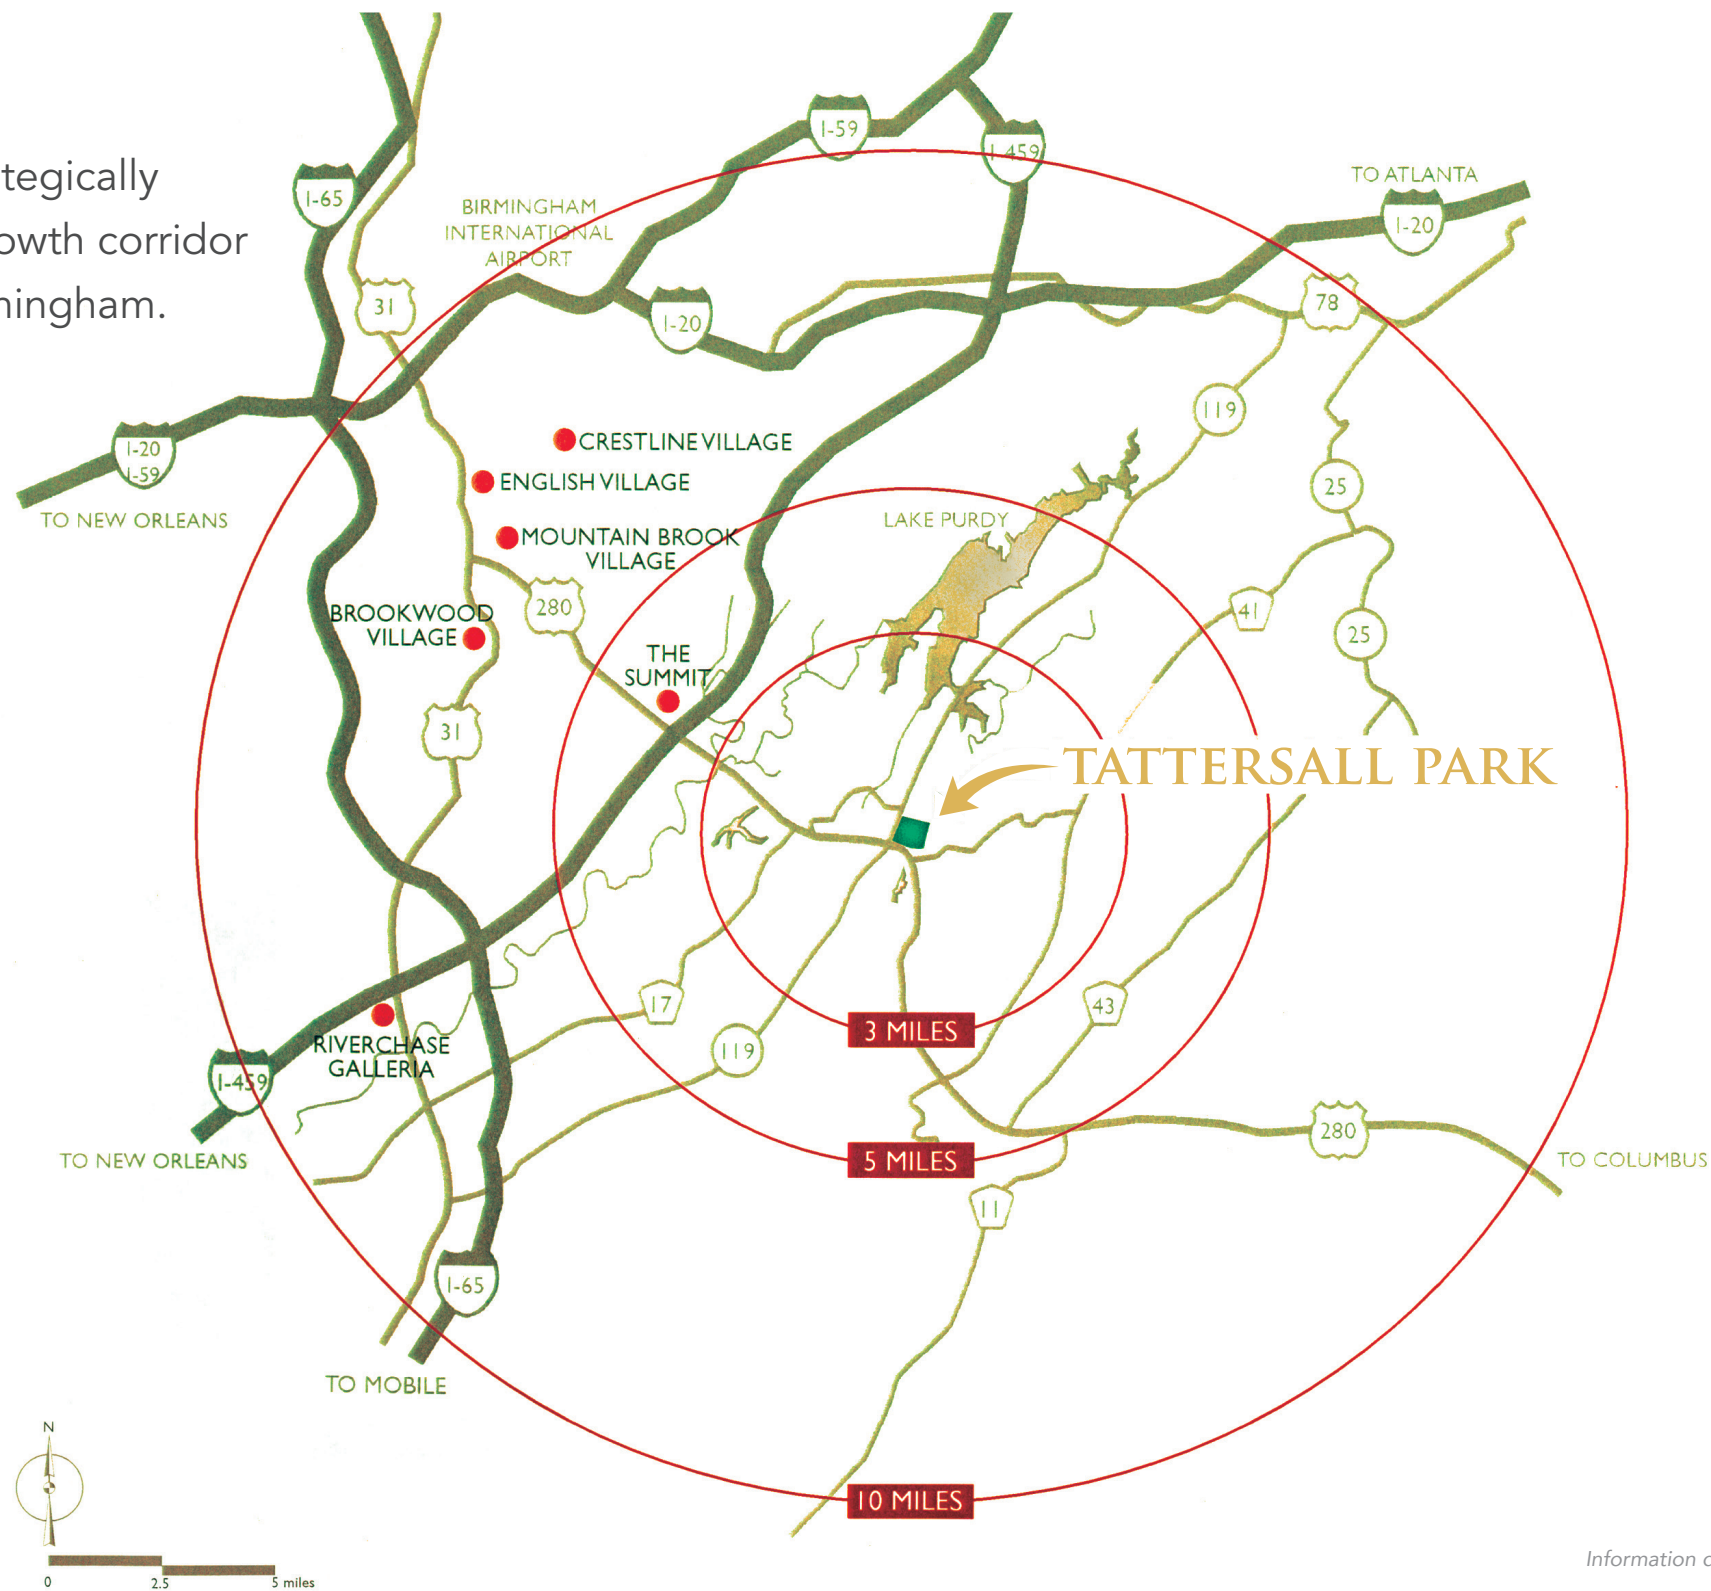 tegically
owth corridor
ningham.
I-59
I-459
I-65
TO ATLANTA
I-20
BIRMINGHAM
INTERNATIONAL
AIRPORT
31
I-20
78
119
I-20
I-59
TO NEW ORLEANS
CRESTLINE VILLAGE
ENGLISH VILLAGE
MOUNTAIN BROOK
VILLAGE
LAKE PURDY
25
280
41
BROOKWOOD
VILLAGE
25
THE
SUMMIT
31
TATTERSALL PARK
17
43
3 MILES
119
RIVERCHASE
GALLERIA
I-459
TO NEW ORLEANS
5 MILES
280
TO COLUMBUS
11
I-65
TO MOBILE
10 MILES
N
0 2.5 5 miles
Information